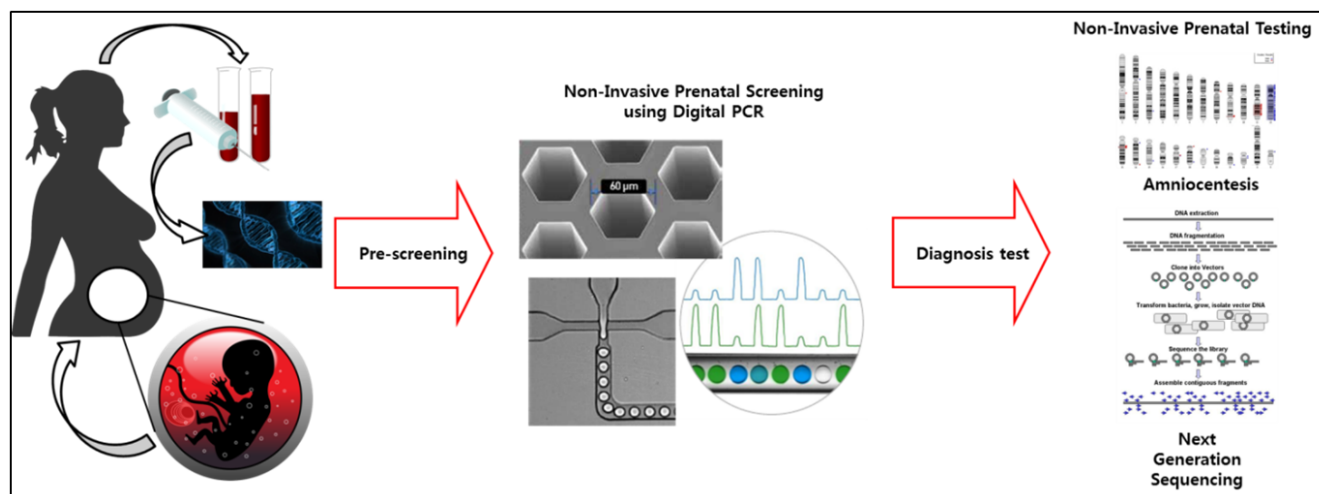 Non-Invasive Prenatal Testing
Non-Invasive Prenatal Screening
using Digital PCR
60 μm
Pre-screening
Diagnosis test
Amniocentesis
DNA extraction
DNA fragmentation
Clone into Vectors
Transform bacteria, grow, isolate vector DNA
Sequence the library
Assemble contiguous fragments
Next
Generation
Sequencing